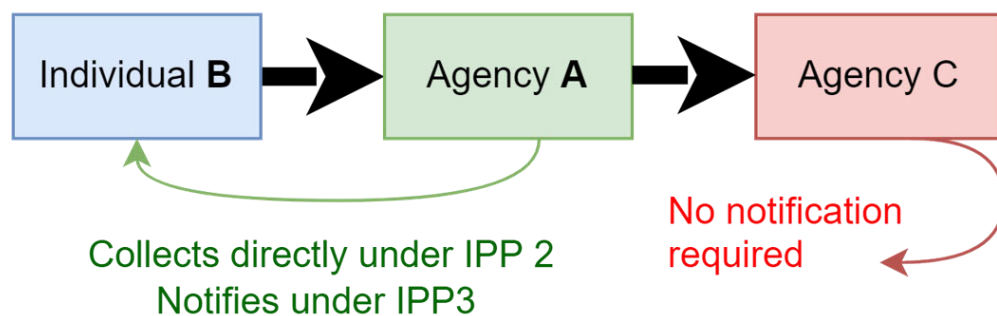 Individual B
Agency A
Agency C
Collects directly under IPP 2
Notifies under IPP3
No notification
required